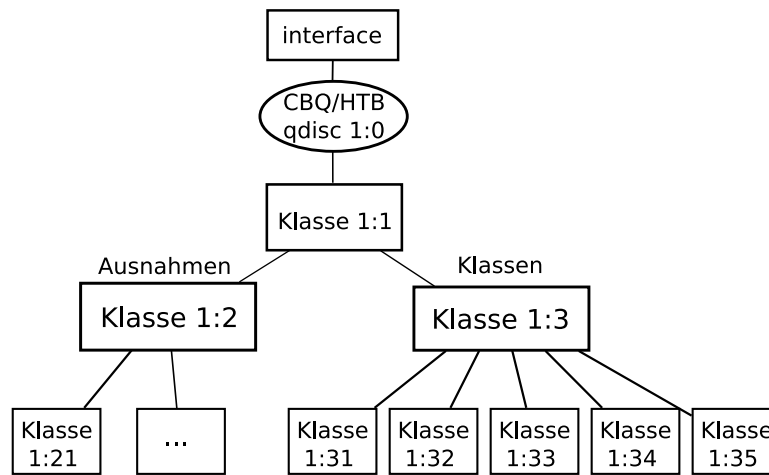 interface
CBQ/HTB
qdisc 1:0
Klasse 1:1
Ausnahmen
Klassen
Klasse 1:2
Klasse 1:3
Klasse
1:21
...
Klasse
1:31
Klasse
1:32
Klasse
1:33
Klasse
1:34
Klasse
1:35